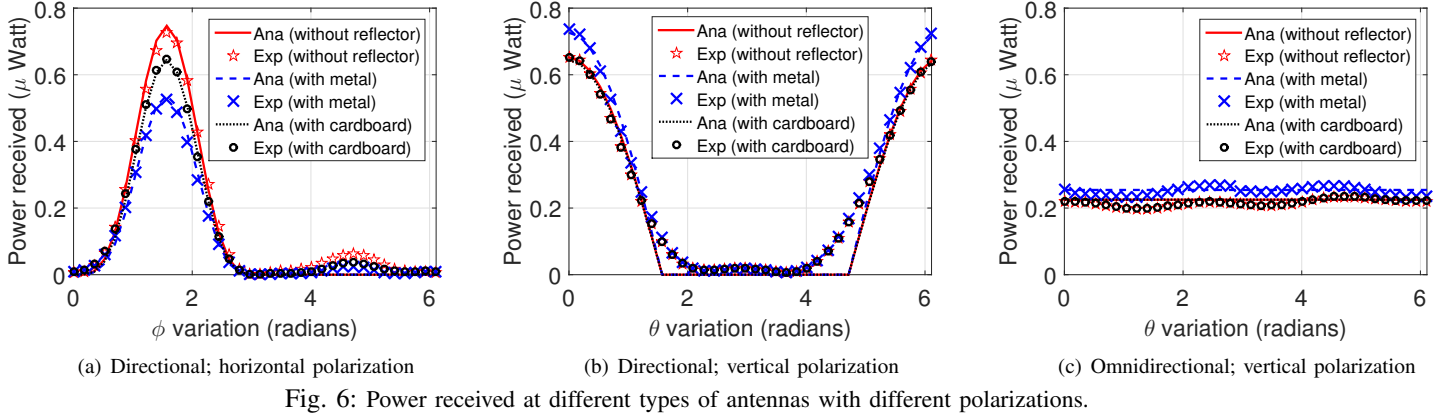 Power received (μ Watt)
0.8
0.6
0.4
0.2
0
0
2
4
6
φ variation (radians)
Ana (without reflector)
Exp (without reflector)
Ana (with metal)
Exp (with metal)
Ana (with cardboard)
Exp (with cardboard)
(a) Directional; horizontal polarization
Power received (μ Watt)
0.8
0.6
0.4
0.2
0
0
2
4
6
θ variation (radians)
Ana (without reflector)
Exp (without reflector)
Ana (with metal)
Exp (with metal)
Ana (with cardboard)
Exp (with cardboard)
(b) Directional; vertical polarization
Power received (μ Watt)
0.8
0.6
0.4
0.2
0
0
2
4
6
θ variation (radians)
Ana (without reflector)
Exp (without reflector)
Ana (with metal)
Exp (with metal)
Ana (with cardboard)
Exp (with cardboard)
(c) Omnidirectional; vertical polarization
Fig. 6: Power received at different types of antennas with different polarizations.